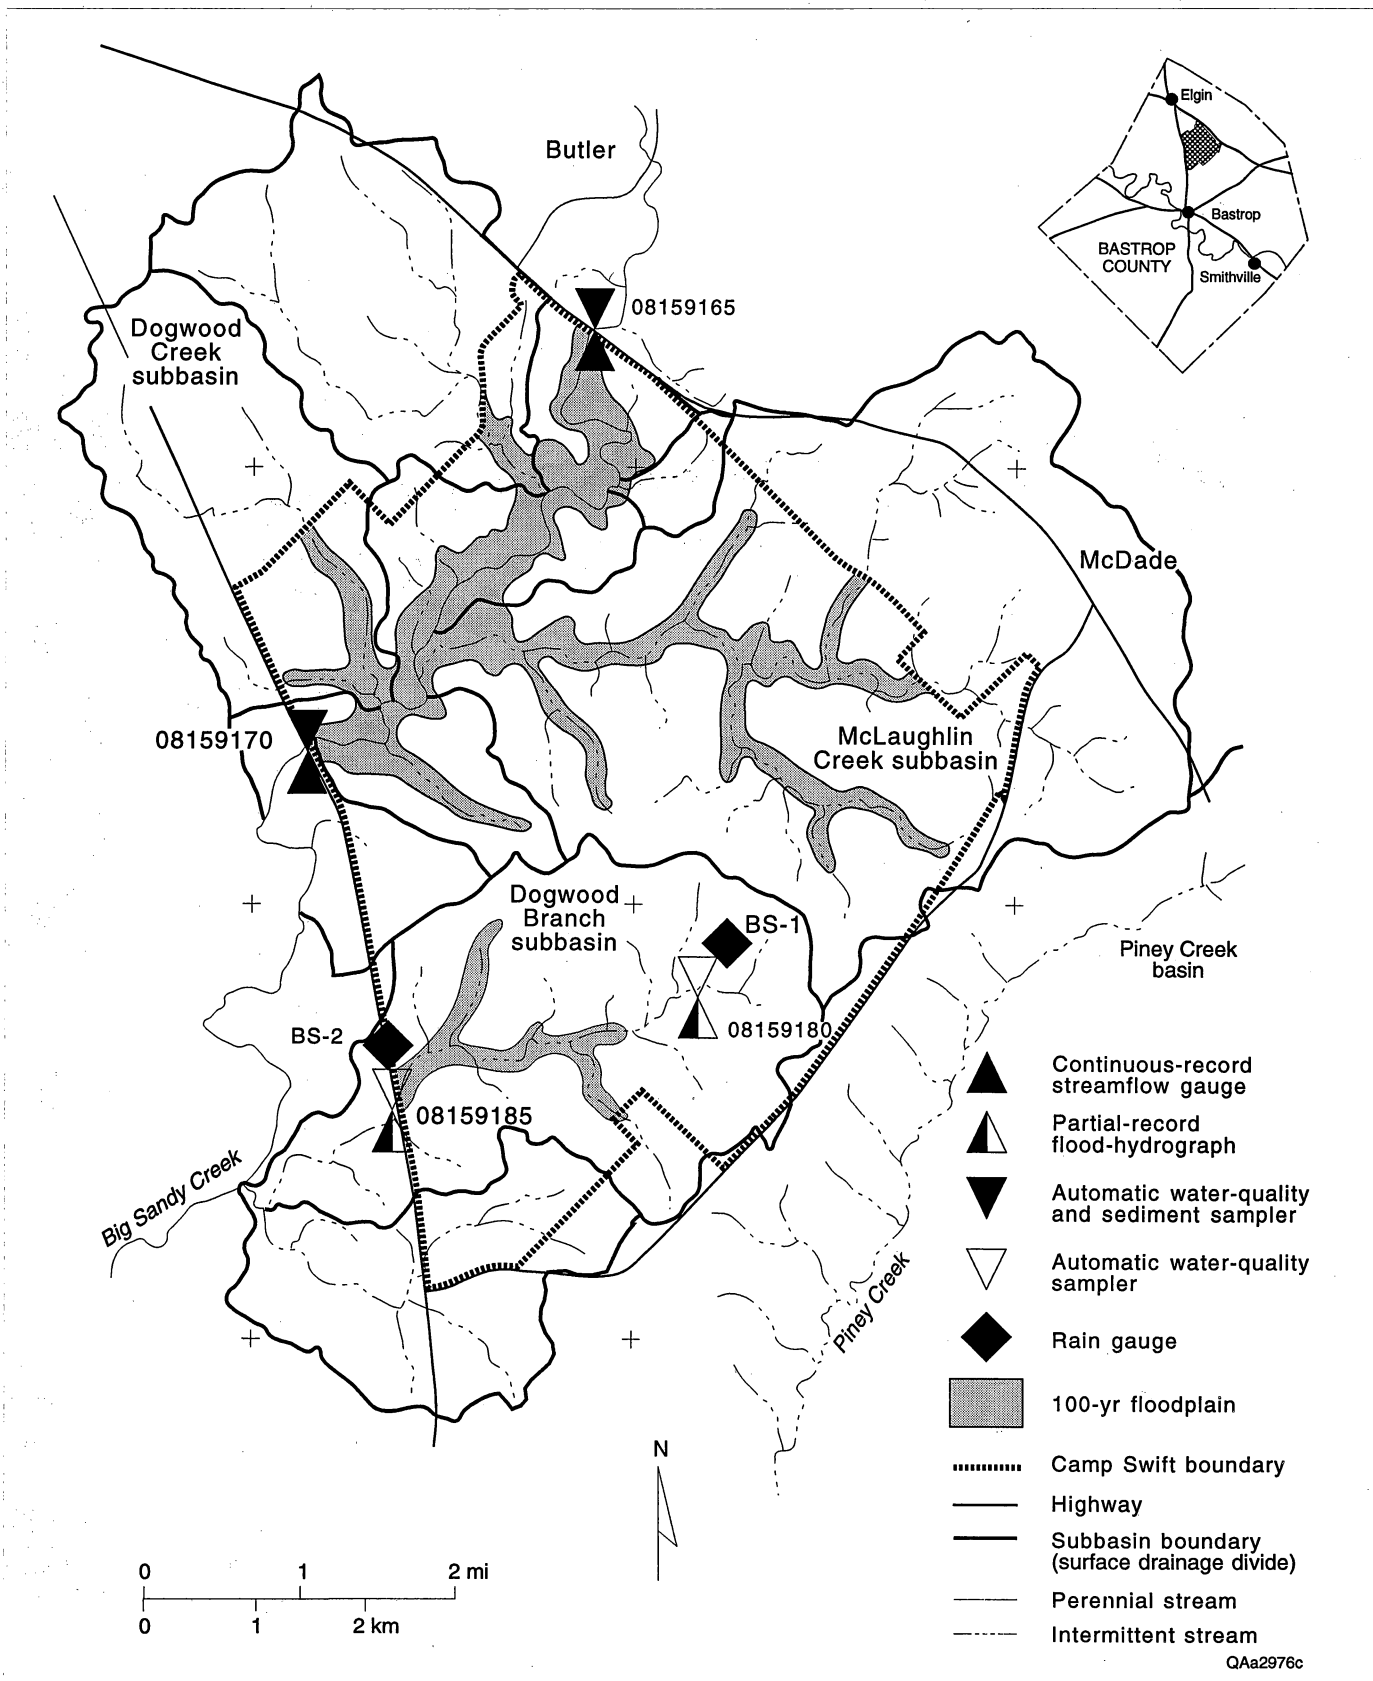 Elgin
Bastrop
BASTROP
COUNTY
Smithville
Butler
08159165
Dogwood
Creek
subbasin
McDade
08159170
McLaughlin
Creek subbasin
Dogwood
Branch
subbasin
BS-1
08159180
Piney Creek
basin
BS-2
08159185
Big Sandy Creek
Piney Creek
Continuous-record
streamflow gauge
Partial-record
flood-hydrograph
Automatic water-quality
and sediment sampler
Automatic water-quality
sampler
Rain gauge
100-yr floodplain
Camp Swift boundary
Highway
Subbasin boundary
(surface drainage divide)
Perennial stream
Intermittent stream
N
0 1 2 mi
0 1 2 km
QAa2976c